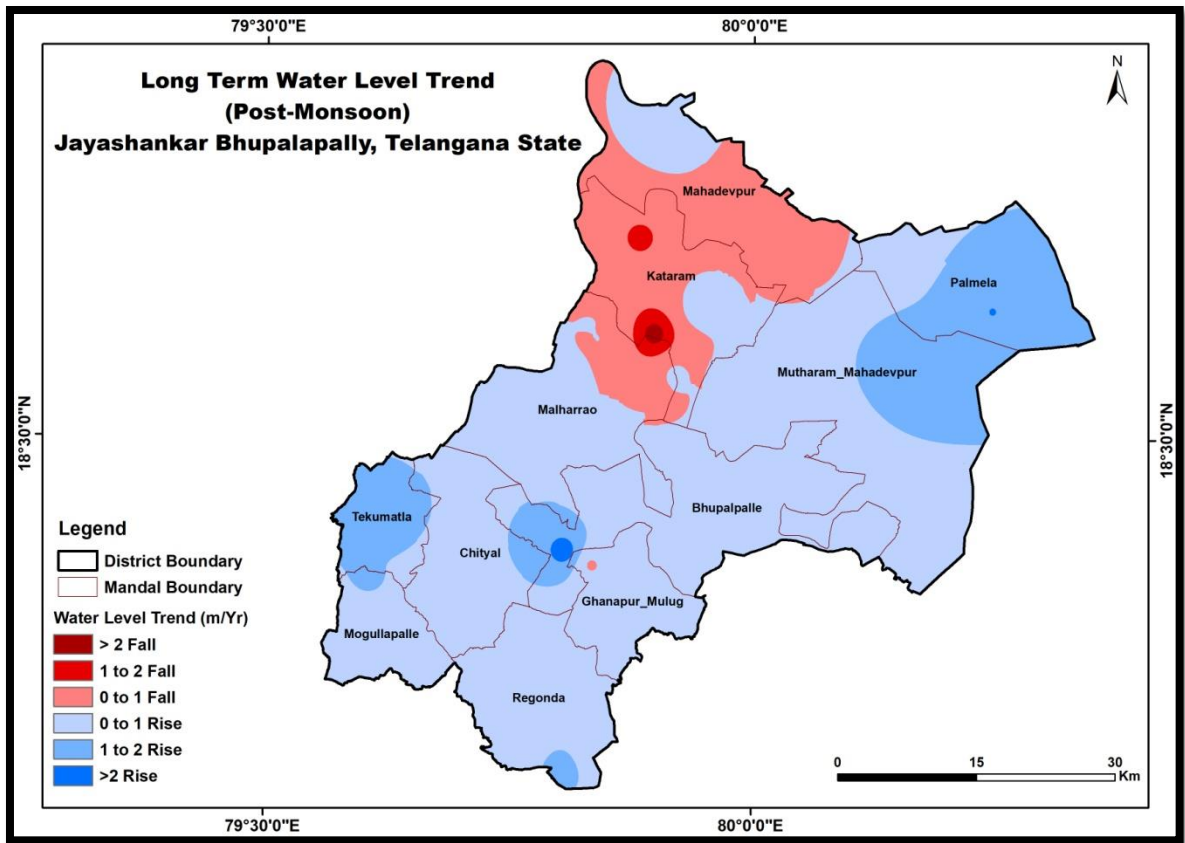 79°30'0"E
80°0'0"E
Long Term Water Level Trend
(Post-Monsoon)
Jayashankar Bhupalapally, Telangana State
N
Mahadevpur
Kataram
Palmela
Mutharam_Mahadevpur
Malharrao
18°30'0"N
18°30'0"N
Bhupalpalle
Tekumatla
Chityal
Ghanapur_Mulug
Mogullapalle
Regonda
Legend
District Boundary
Mandal Boundary
Water Level Trend (m/Yr)
> 2 Fall
1 to 2 Fall
0 to 1 Fall
0 to 1 Rise
1 to 2 Rise
>2 Rise
0 15 30
Km
79°30'0"E
80°0'0"E